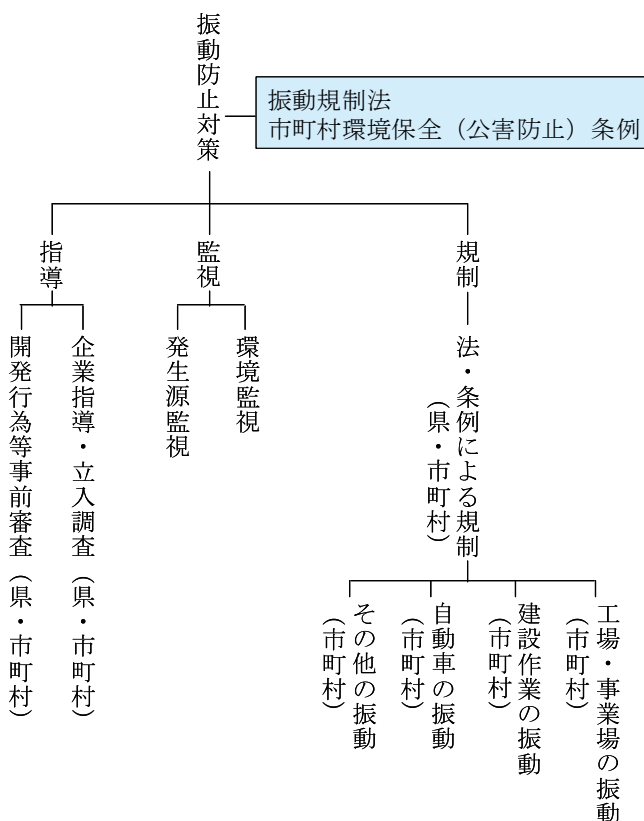 振動防止対策
振動規制法
市町村環境保全（公害防止）条例
規制
法・条例による規制
（県・市町村）
工場・事業場の振動
（市町村）
建設作業の振動
（市町村）
自動車の振動
（市町村）
その他の振動
（市町村）
監視
環境監視
発生源監視
指導
企業指導・立入調査（県・市町村）
開発行為等事前審査（県・市町村）